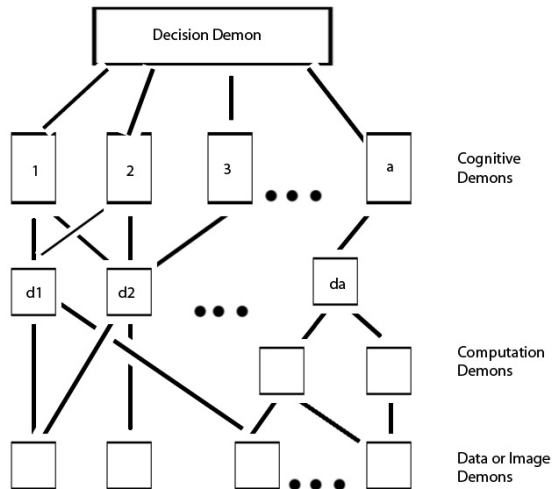 Decision Demon
1
2
3
a
Cognitive
Demons
d1
d2
da
Computation
Demons
Data or Image
Demons